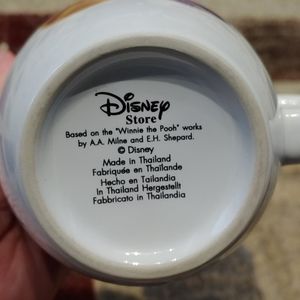 Disney
Store
Based on the "Winnie the Pooh" works
by A.A. Milne and E.H. Shepard.
© Disney
Made in Thailand
Fabriquée en Thaïlande
Hecho en Tailandia
In Thailand Hergestellt
Fabbricato in Thailandia